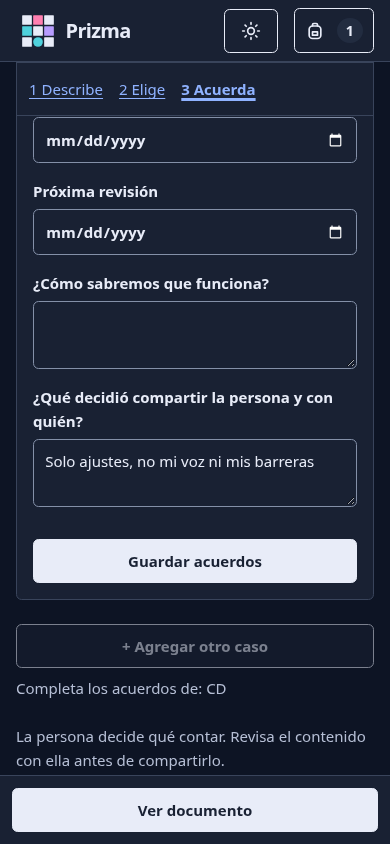 Prizma
1
1 Describe 2 Elige 3 Acuerda
mm/dd/yyyy
Próxima revisión
mm/dd/yyyy
¿Cómo sabremos que funciona?
¿Qué decidió compartir la persona y con
quién?
Solo ajustes, no mi voz ni mis barreras
Guardar acuerdos
+ Agregar otro caso
Completa los acuerdos de: CD
La persona decide qué contar. Revisa el contenido
con ella antes de compartirlo.
Ver documento